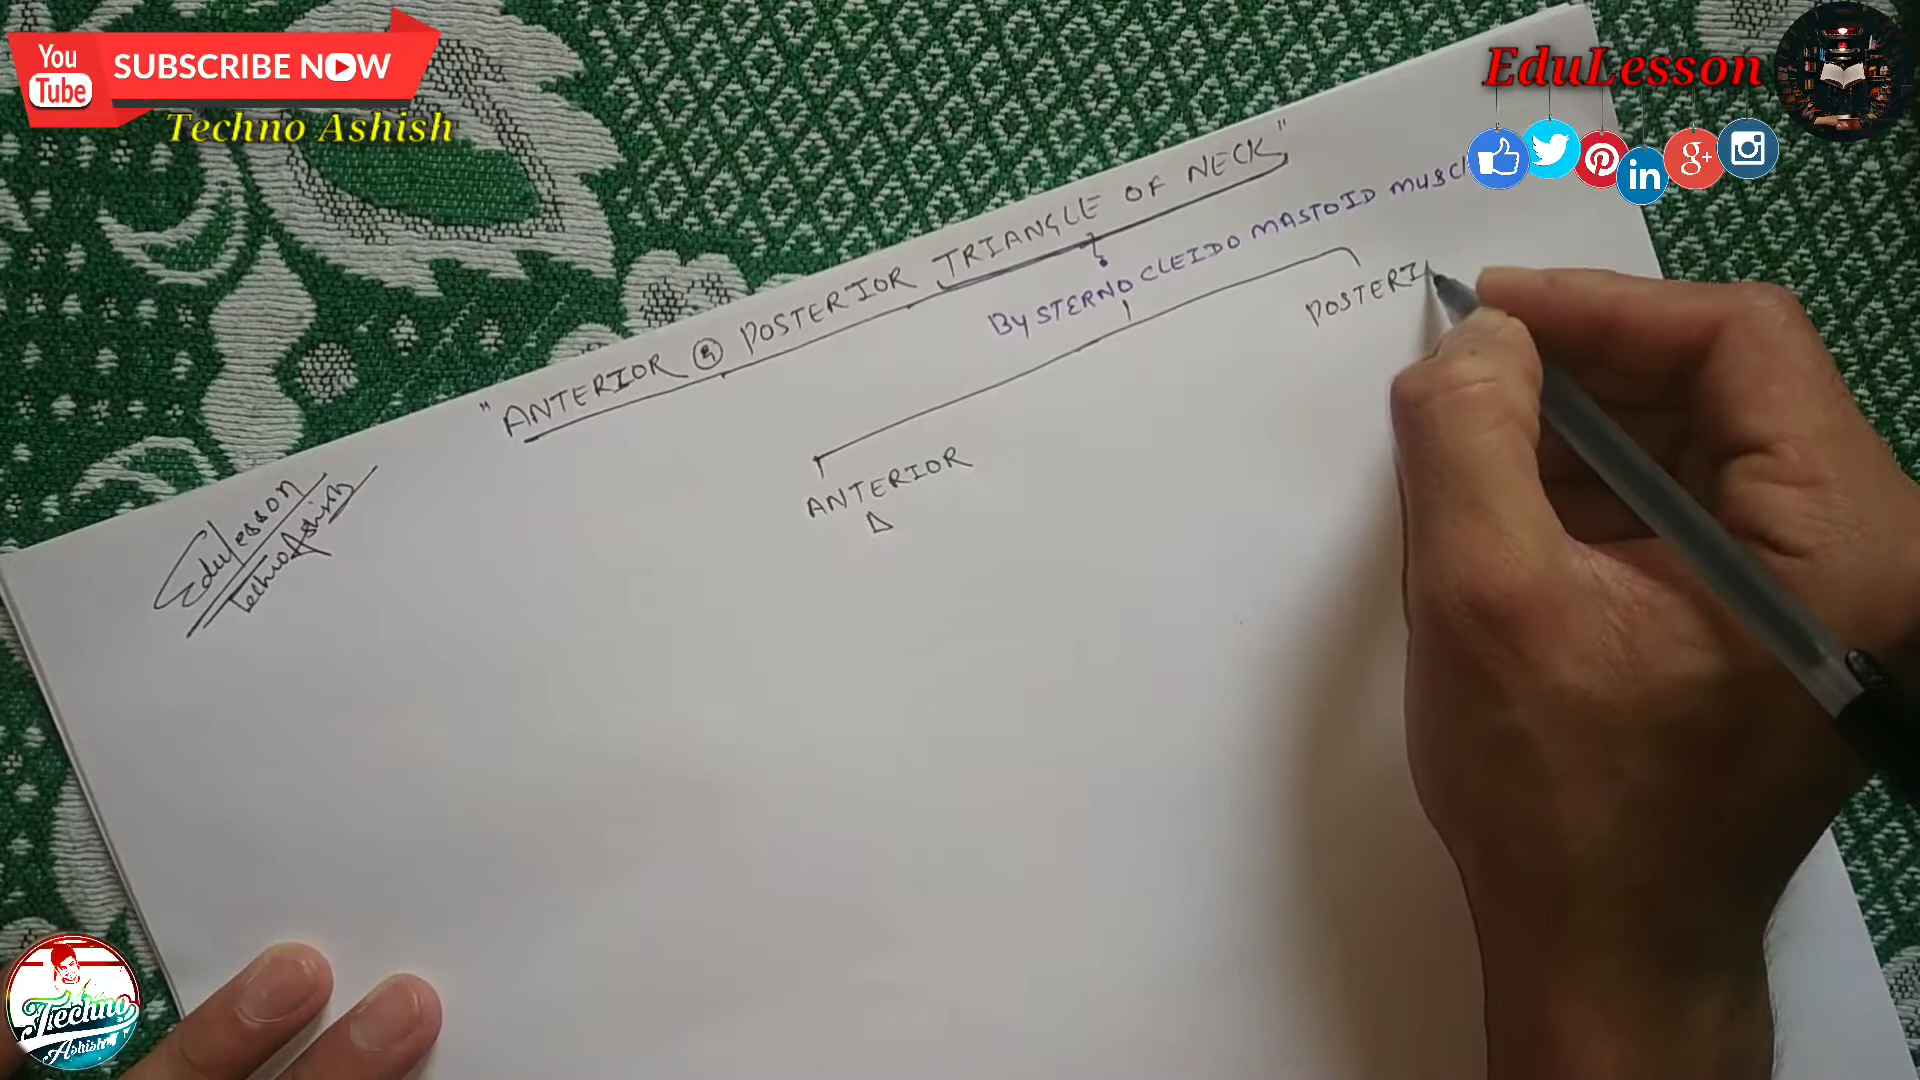 You
Tube
SUBSCRIBE NOW
Techno Ashish
EduLesson
g+
in
" ANTERIOR & POSTERIOR TRIANGLE OF NECK "
By STERNO CLEIDO MASTOID MUSCL
ANTERIOR
POSTERI
EduLesson
Techno Ashish
Techno
Ashish